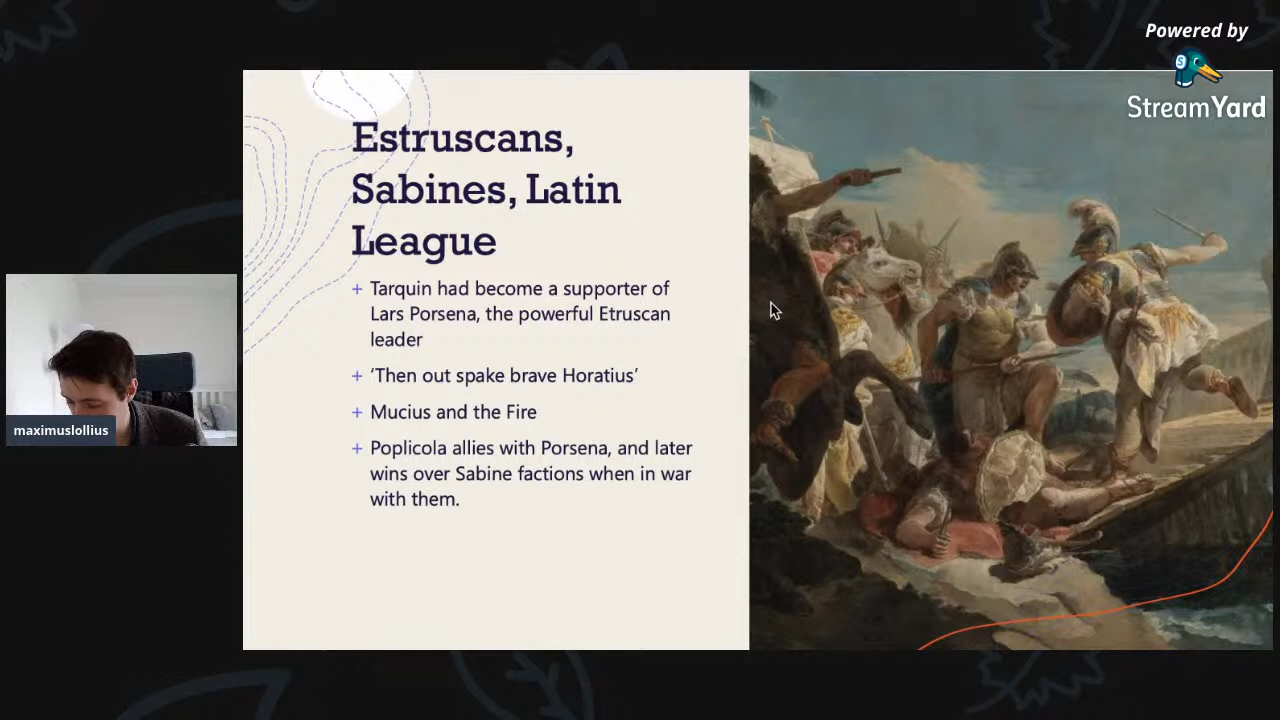 Powered by
StreamYard
Estruscans,
Sabines, Latin
League
+ Tarquin had become a supporter of
Lars Porsena, the powerful Etruscan
leader
+ ‘Then out spake brave Horatius’
+ Mucius and the Fire
+ Poplicola allies with Porsena, and later
wins over Sabine factions when in war
with them.
maximuslollius